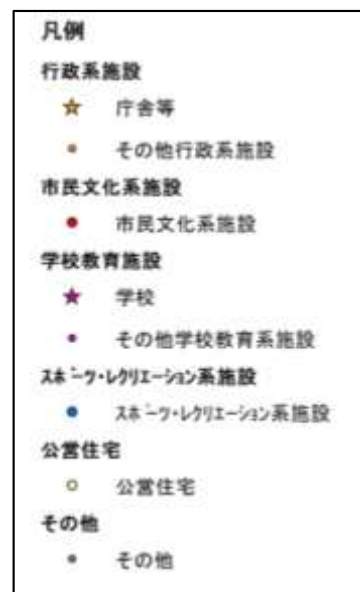 凡例
行政系施設
庁舎等
その他行政系施設
市民文化系施設
市民文化系施設
学校教育施設
学校
その他学校教育系施設
スポーツ・レクリエーション系施設
スポーツ・レクリエーション系施設
公営住宅
公営住宅
その他
その他